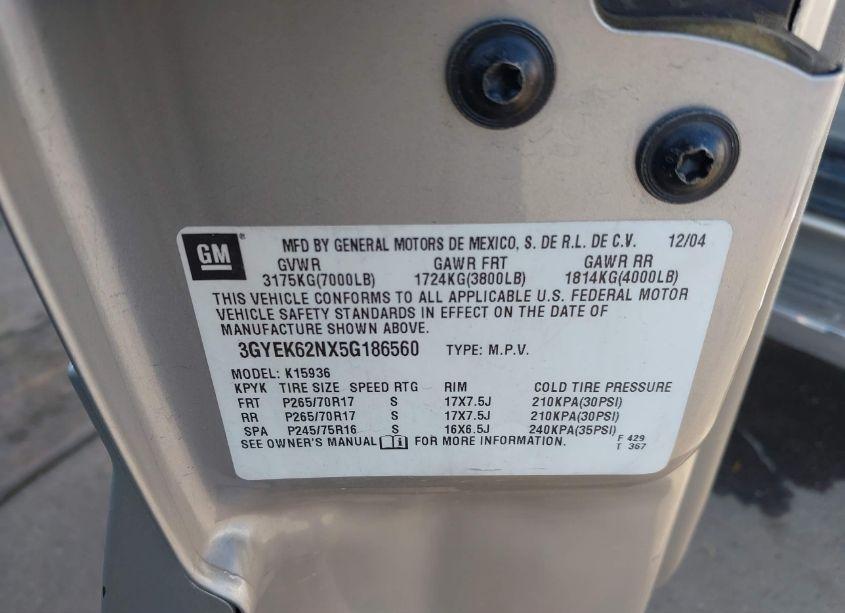 GM ® MFD BY GENERAL MOTORS DE MEXICO, S. DE R.L. DE C.V. 12/04
GVWR GAWR FRT GAWR RR
3175KG(7000LB) 1724KG(3800LB) 1814KG(4000LB)
THIS VEHICLE CONFORMS TO ALL APPLICABLE U.S. FEDERAL MOTOR
VEHICLE SAFETY STANDARDS IN EFFECT ON THE DATE OF
MANUFACTURE SHOWN ABOVE.
3GYEK62NX5G186560 TYPE: M.P.V.
MODEL: K15936
KPYK TIRE SIZE SPEED RTG RIM COLD TIRE PRESSURE
FRT P265/70R17 S 17X7.5J 210KPA(30PSI)
RR P265/70R17 S 17X7.5J 210KPA(30PSI)
SPA P245/75R16 S 16X6.5J 240KPA(35PSI)
SEE OWNER'S MANUAL FOR MORE INFORMATION. F 429
T 367